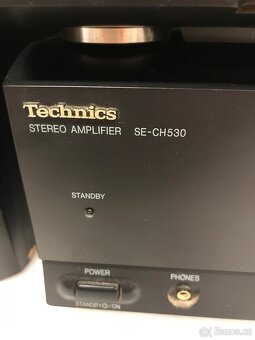 Technics
STEREO AMPLIFIER SE-CH530
STANDBY
POWER
PHONES
STANDBY⏻/ON
Bazos.cz